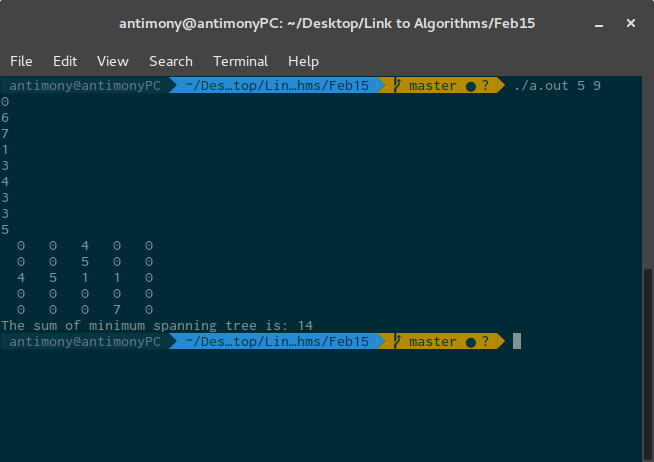 antimony@antimonyPC: ~/Desktop/Link to Algorithms/Feb15
File Edit View Search Terminal Help
antimony@antimonyPC ~/Des…top/Lin…hms/Feb15 master ● ? ./a.out 5 9
0
6
7
1
3
4
3
3
5
0 0 4 0 0
0 0 5 0 0
4 5 1 1 0
0 0 0 0 0
0 0 0 7 0
The sum of minimum spanning tree is: 14
antimony@antimonyPC ~/Des…top/Lin…hms/Feb15 master ● ?